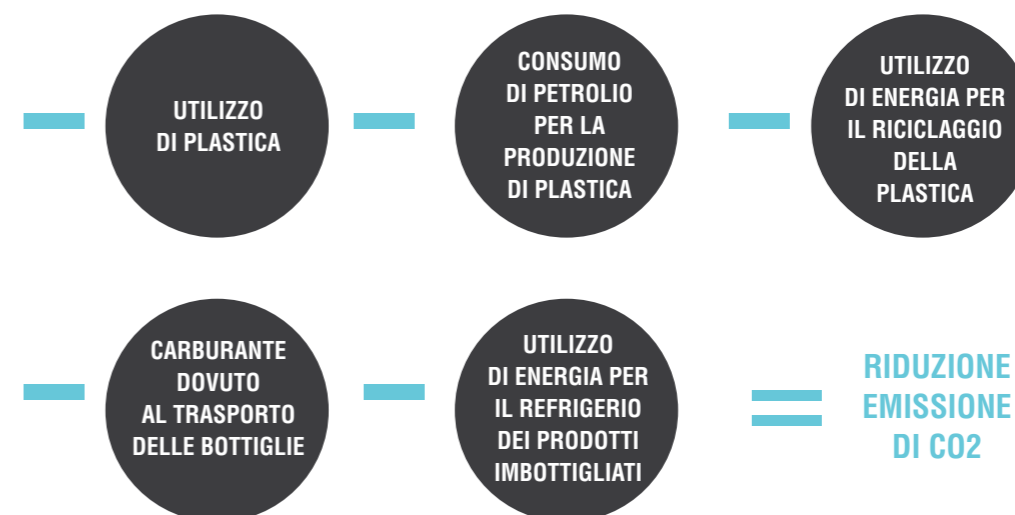 UTILIZZO
DI PLASTICA
CONSUMO
DI PETROLIO
PER LA
PRODUZIONE
DI PLASTICA
UTILIZZO
DI ENERGIA PER
IL RICICLAGGIO
DELLA
PLASTICA
CARBURANTE
DOVUTO
AL TRASPORTO
DELLE BOTTIGLIE
UTILIZZO
DI ENERGIA PER
IL REFRIGERIO
DEI PRODOTTI
IMBOTTIGLIATI
RIDUZIONE
EMISSIONE
DI CO2